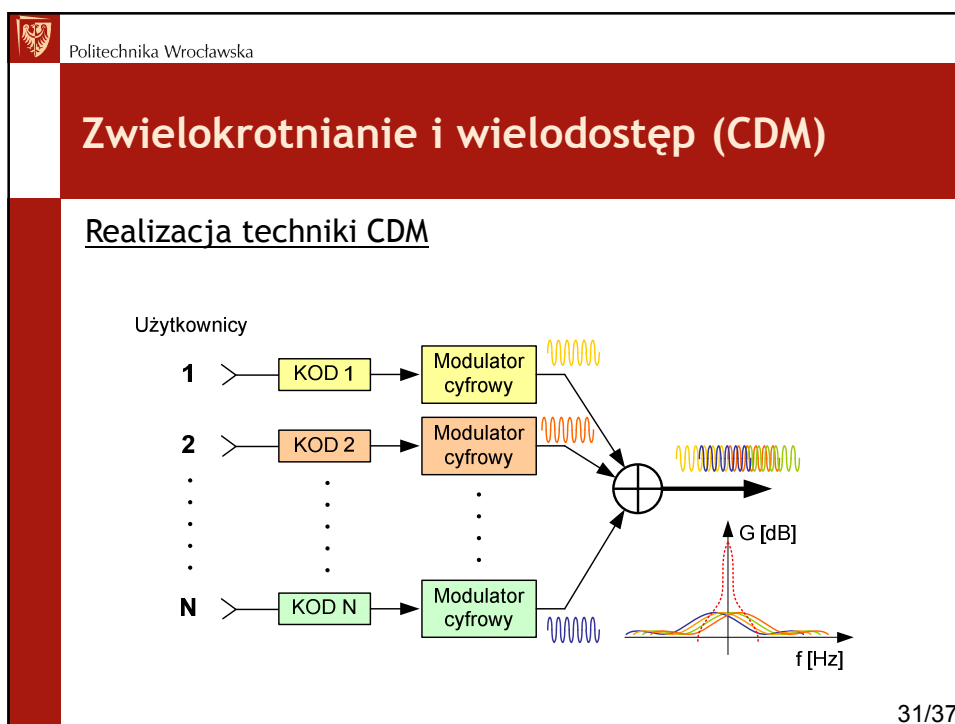 Politechnika Wrocławska
Zwielokrotnianie i wielodostęp (CDM)
Realizacja techniki CDM
Użytkownicy
1
KOD 1
Modulator
cyfrowy
2
KOD 2
Modulator
cyfrowy
N
KOD N
Modulator
cyfrowy
G [dB]
f [Hz]
31/37